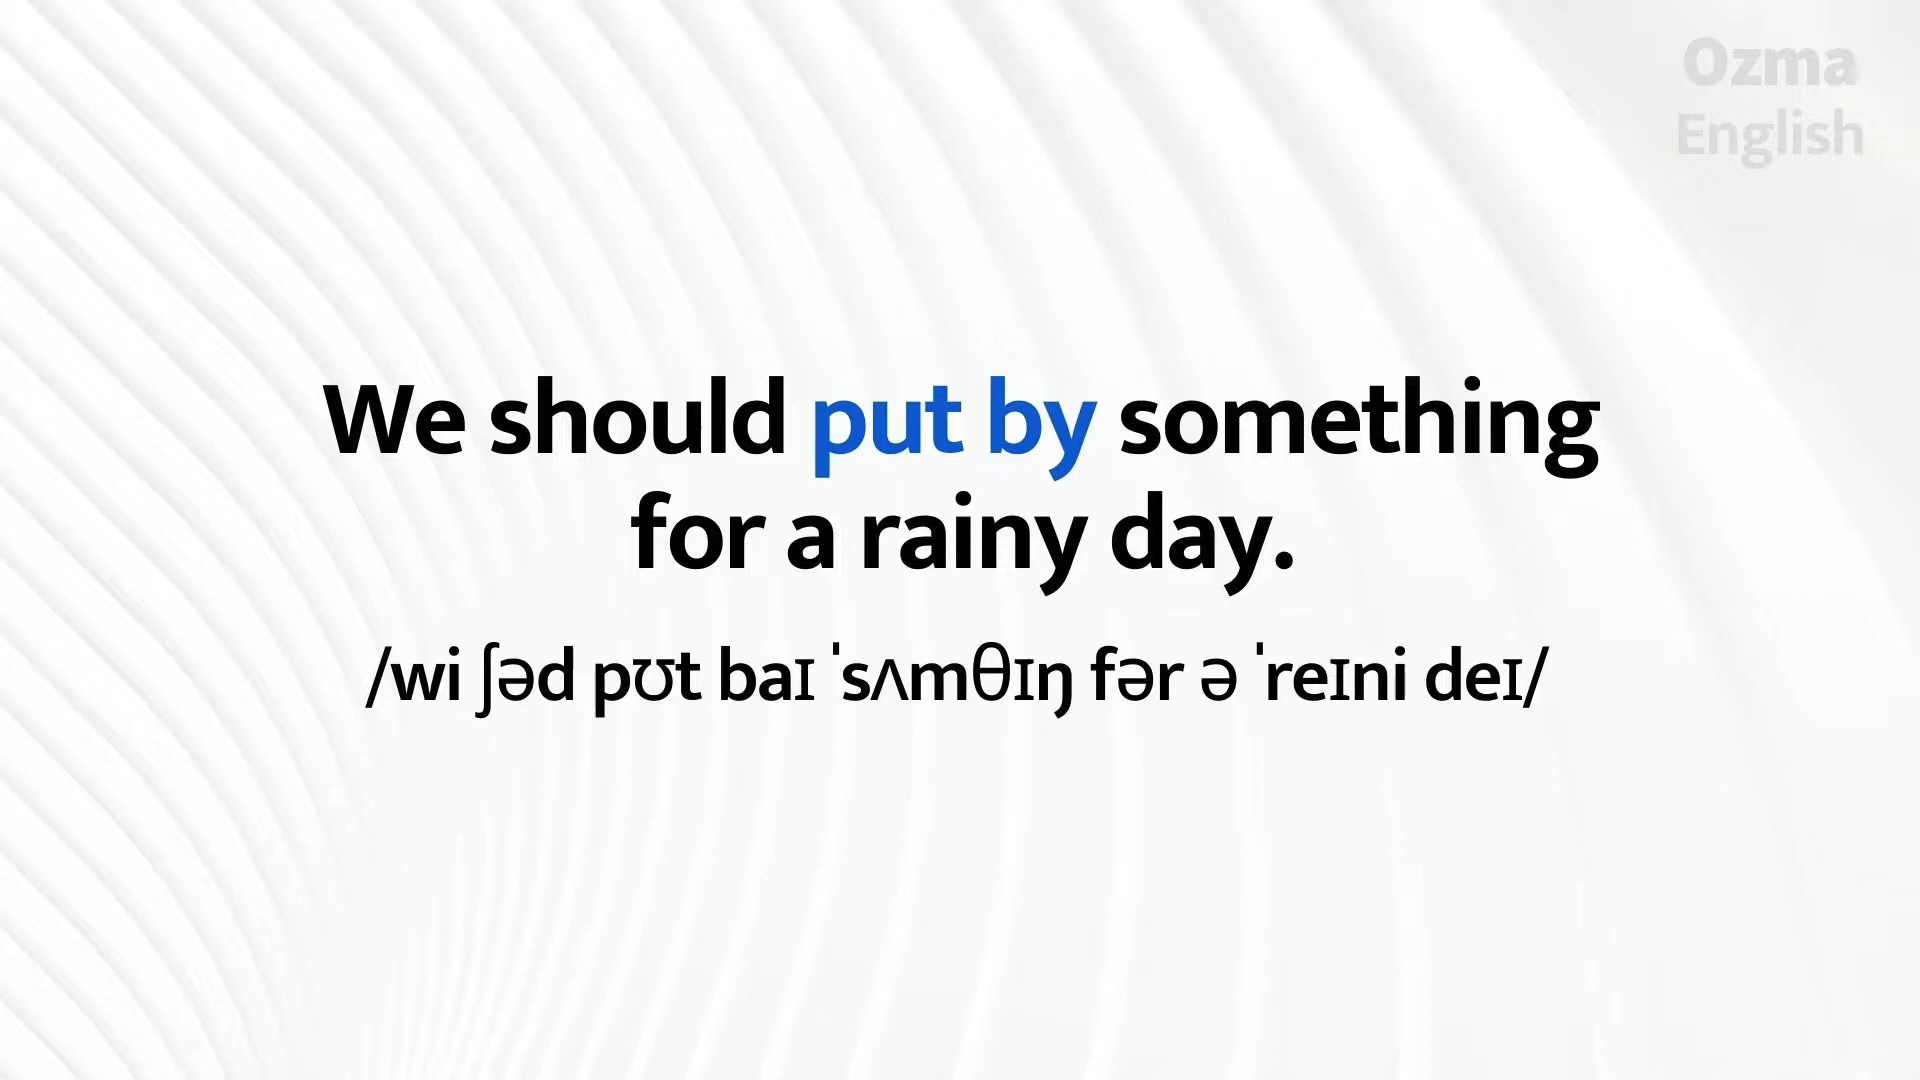 Ozma
English
We should put by something
for a rainy day.
/wi ʃəd pʊt baɪ ˈsʌmθɪŋ fər ə ˈreɪni deɪ/